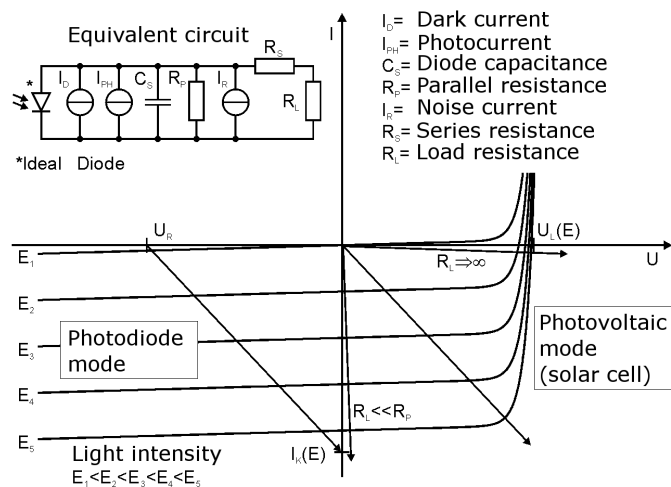 Equivalent circuit
I_D I_PH C_S R_P I_R R_S R_L
*
*Ideal Diode
I
I_D= Dark current
I_PH= Photocurrent
C_S= Diode capacitance
R_P= Parallel resistance
I_R= Noise current
R_S= Series resistance
R_L= Load resistance
U_R
U_L(E)
U
R_L⇒∞
E_1
E_2
E_3
E_4
E_5
Photodiode
mode
Photovoltaic
mode
(solar cell)
R_L<<R_P
I_K(E)
Light intensity
E_1<E_2<E_3<E_4<E_5